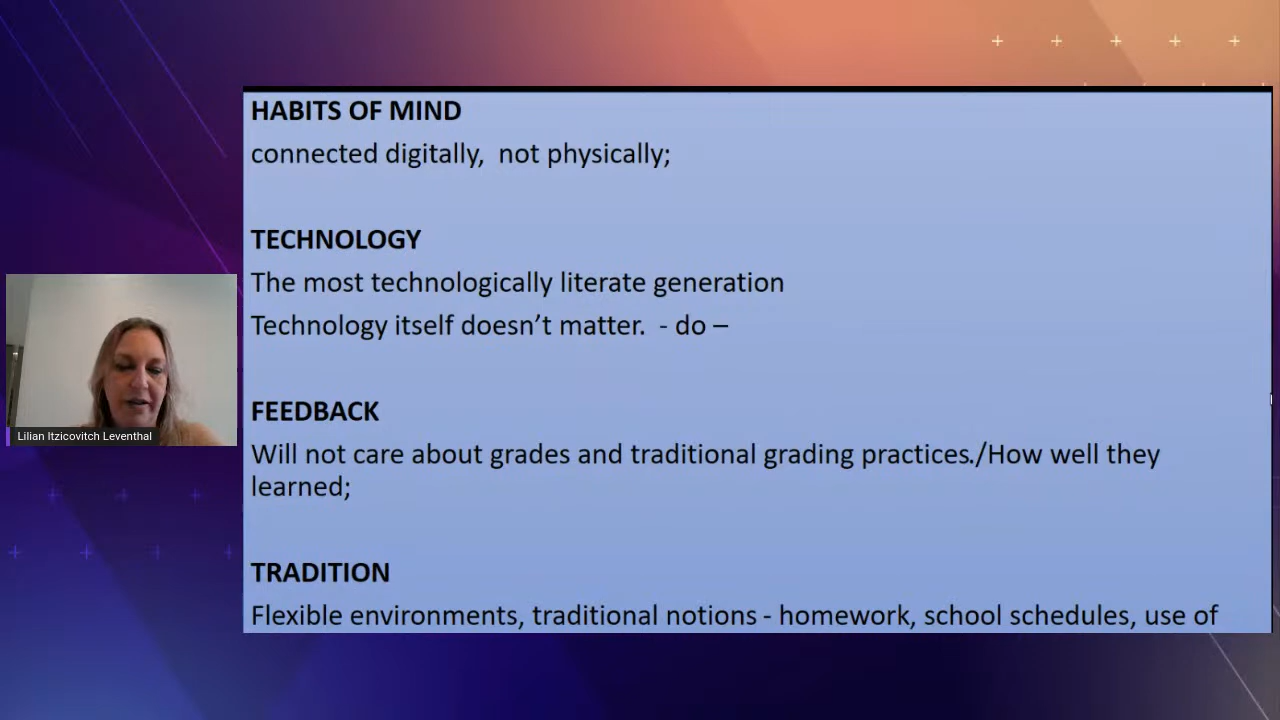 HABITS OF MIND
connected digitally,  not physically;
TECHNOLOGY
The most technologically literate generation
Technology itself doesn’t matter.  - do –
FEEDBACK
Will not care about grades and traditional grading practices./How well they
learned;
TRADITION
Flexible environments, traditional notions - homework, school schedules, use of
Lilian Itzicovitch Leventhal